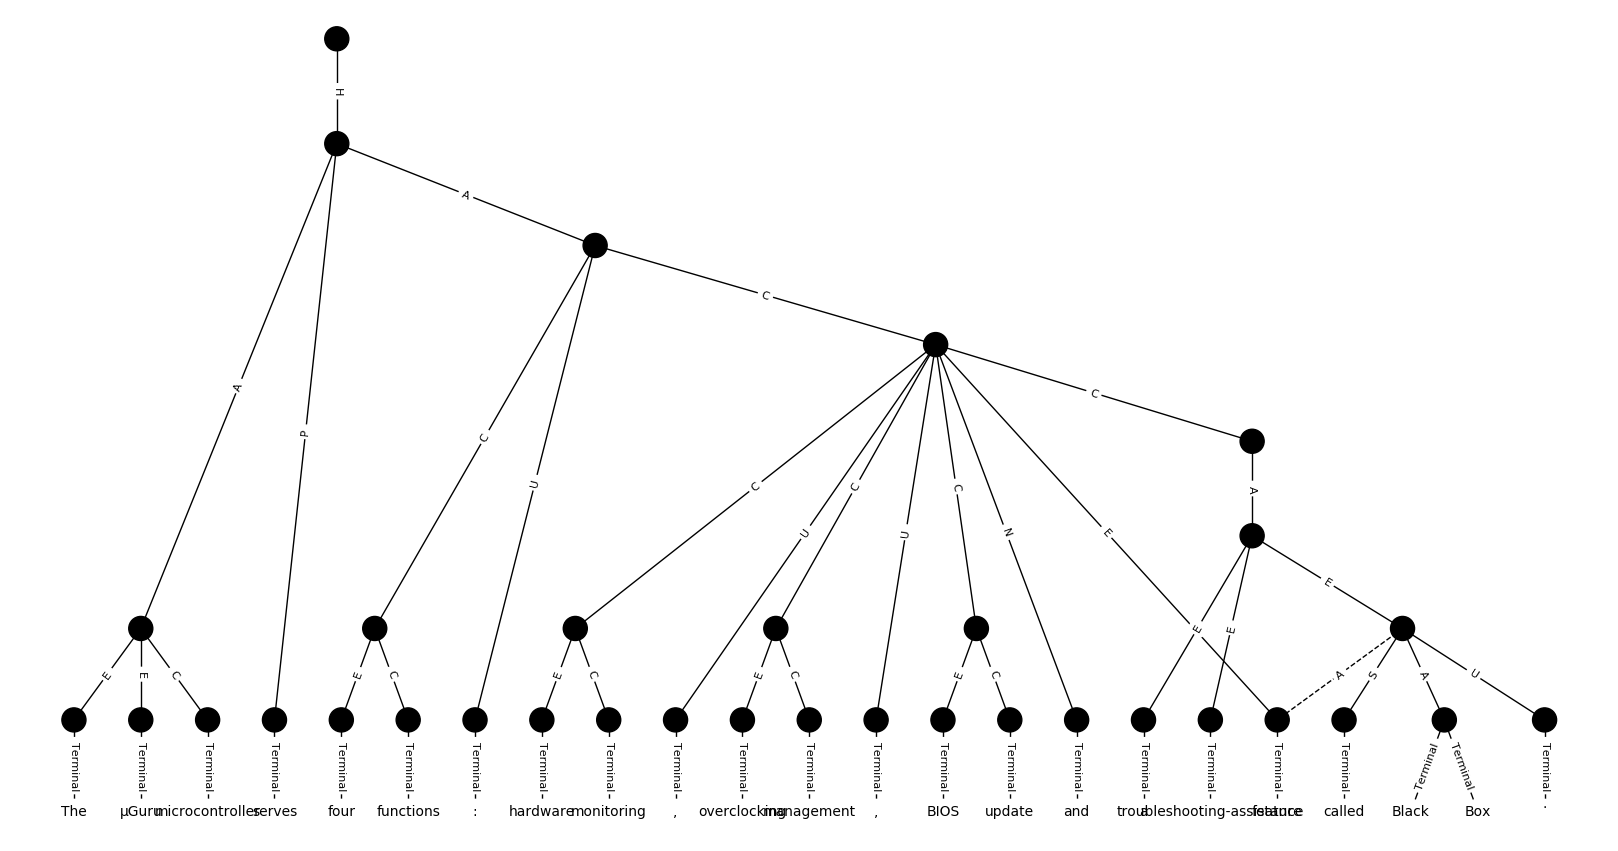 H
A
C
A C
P C
U C C C A
U U N E
E
E E
E E C E C E C E C E C A S A U
Terminal Terminal Terminal Terminal Terminal Terminal Terminal Terminal Terminal Terminal Terminal Terminal Terminal Terminal Terminal Terminal Terminal Terminal Terminal Terminal Terminal Terminal Terminal
The μGuru microcontroller serves four functions : hardware monitoring , overclocking management , BIOS update and a troubleshooting-assistance feature called Black Box .